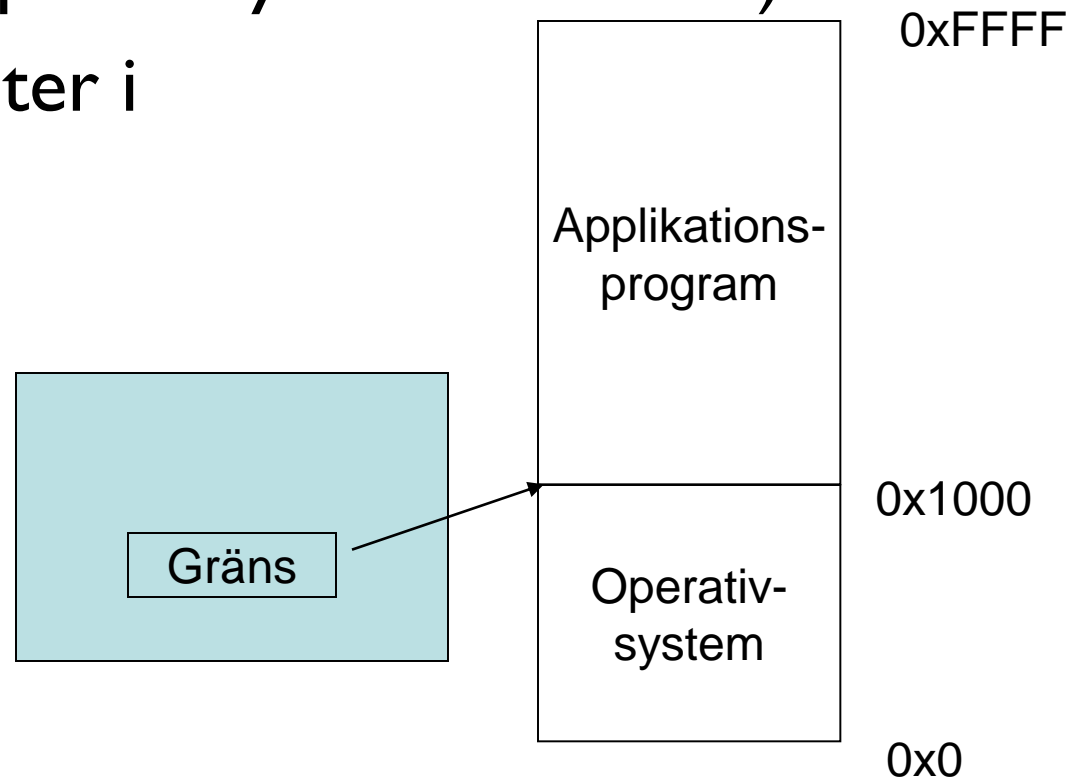 ter i
0xFFFF
Applikations-
program
0x1000
Gräns
Operativ-
system
0x0